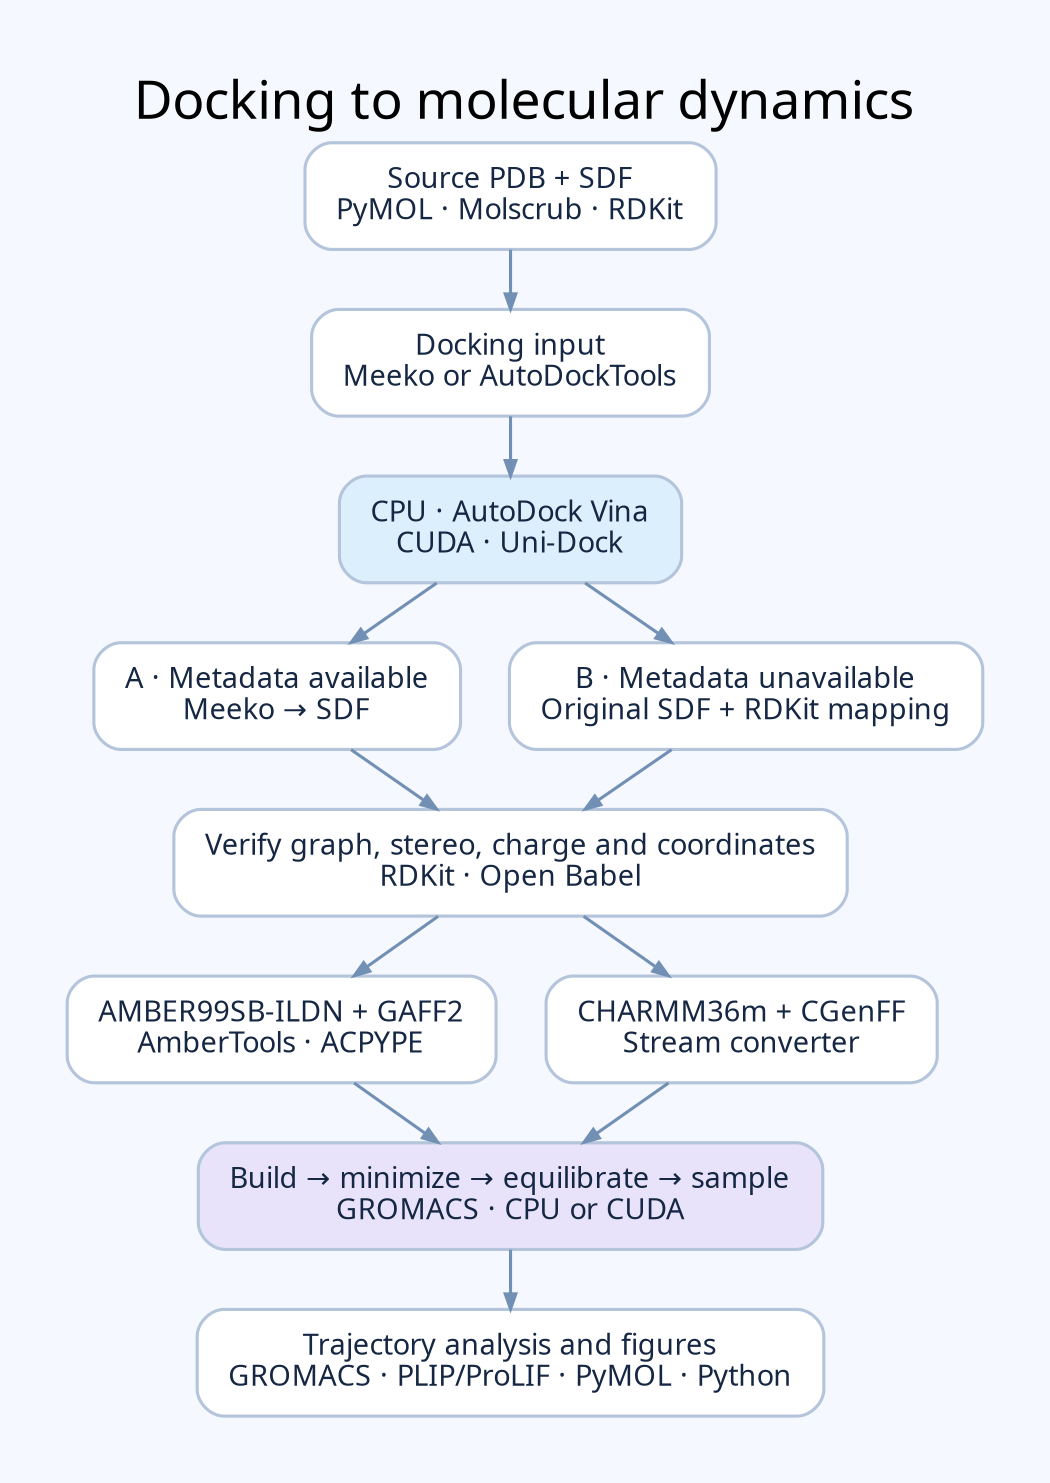 Docking to molecular dynamics
Source PDB + SDF
PyMOL · Molscrub · RDKit
Docking input
Meeko or AutoDockTools
CPU · AutoDock Vina
CUDA · Uni-Dock
A · Metadata available
Meeko → SDF
B · Metadata unavailable
Original SDF + RDKit mapping
Verify graph, stereo, charge and coordinates
RDKit · Open Babel
AMBER99SB-ILDN + GAFF2
AmberTools · ACPYPE
CHARMM36m + CGenFF
Stream converter
Build → minimize → equilibrate → sample
GROMACS · CPU or CUDA
Trajectory analysis and figures
GROMACS · PLIP/ProLIF · PyMOL · Python